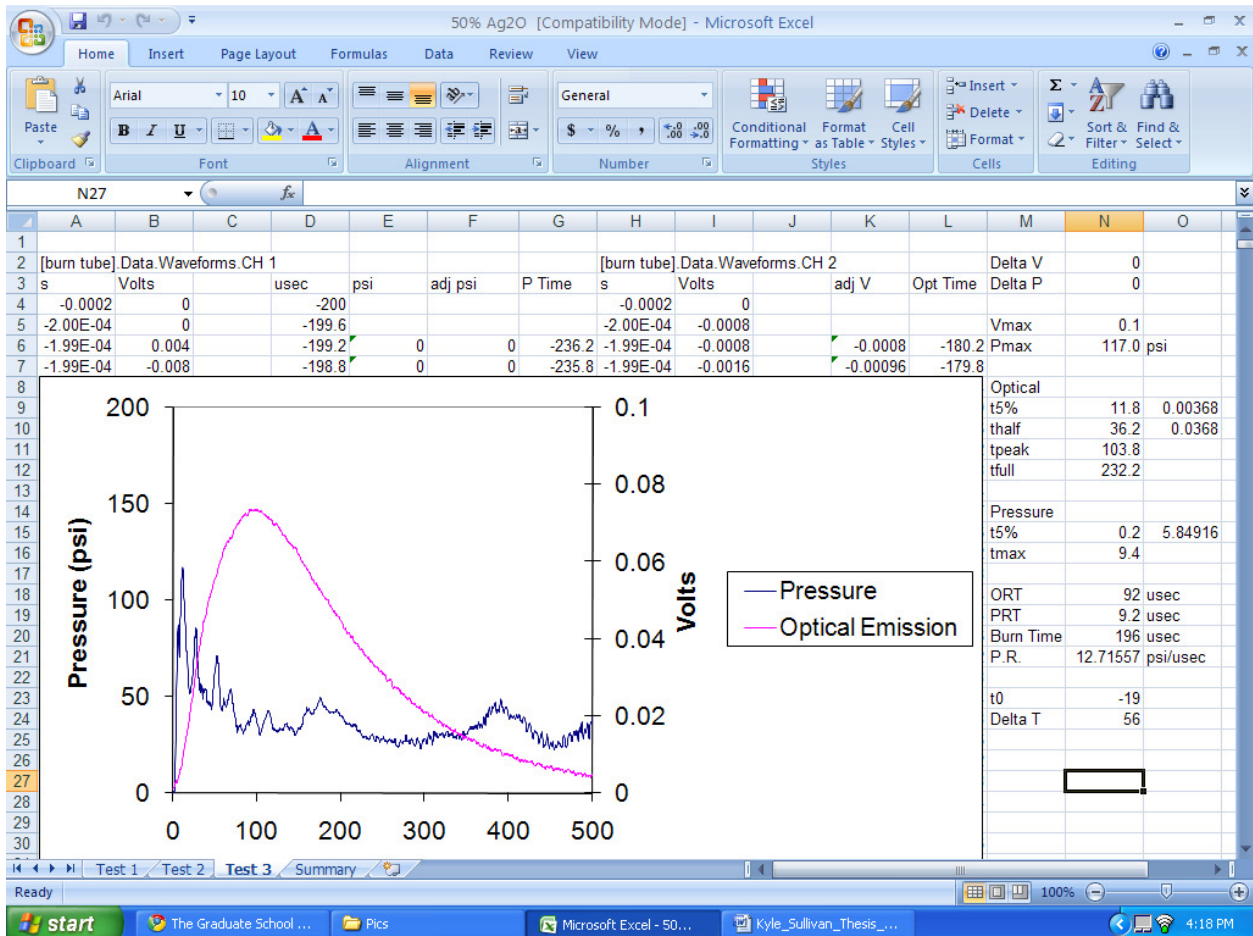 50% Ag2O [Compatibility Mode] - Microsoft Excel
Home Insert Page Layout Formulas Data Review View
Paste
Arial 10 A A General Σ
Conditional Formatting Format as Table Cell Styles
Insert
Delete
Format
Sort & Filter Find & Select
B I U A $ % , .0 .00 .00 .0
Clipboard Font Alignment Number Styles Cells Editing
N27 fx
A B C D E F G H I J K L M N O
1
2 [burn tube].Data.Waveforms.CH 1 [burn tube].Data.Waveforms.CH 2 Delta V 0
3 s Volts usec psi adj psi P Time s Volts adj V Opt Time Delta P 0
4 -0.0002 0 -200 -0.0002 0
5 -2.00E-04 0 -199.6 -2.00E-04 -0.0008 Vmax 0.1
6 -1.99E-04 0.004 -199.2 0 0 -236.2 -1.99E-04 -0.0008 -0.0008 -180.2 Pmax 117.0 psi
7 -1.99E-04 -0.008 -198.8 0 0 -235.8 -1.99E-04 -0.0016 -0.00096 -179.8
8 Optical
9 t5% 11.8 0.00368
10 thalf 36.2 0.0368
11 tpeak 103.8
12 tfull 232.2
13
14 Pressure
15 t5% 0.2 5.84916
16 tmax 9.4
17
18 ORT 92 usec
19 PRT 9.2 usec
20 Burn Time 196 usec
21 P.R. 12.71557 psi/usec
22
23 t0 -19
24 Delta T 56
25
26
27
28
29
30
200 0.1
0.08
150
0.06
100
0.04
50
0.02
0 0
0 100 200 300 400 500
Pressure (psi)
Volts
Pressure
Optical Emission
Test 1 Test 2 Test 3 Summary
Ready 100%
start The Graduate School ... Pics Microsoft Excel - 50... Kyle_Sullivan_Thesis_... 4:18 PM